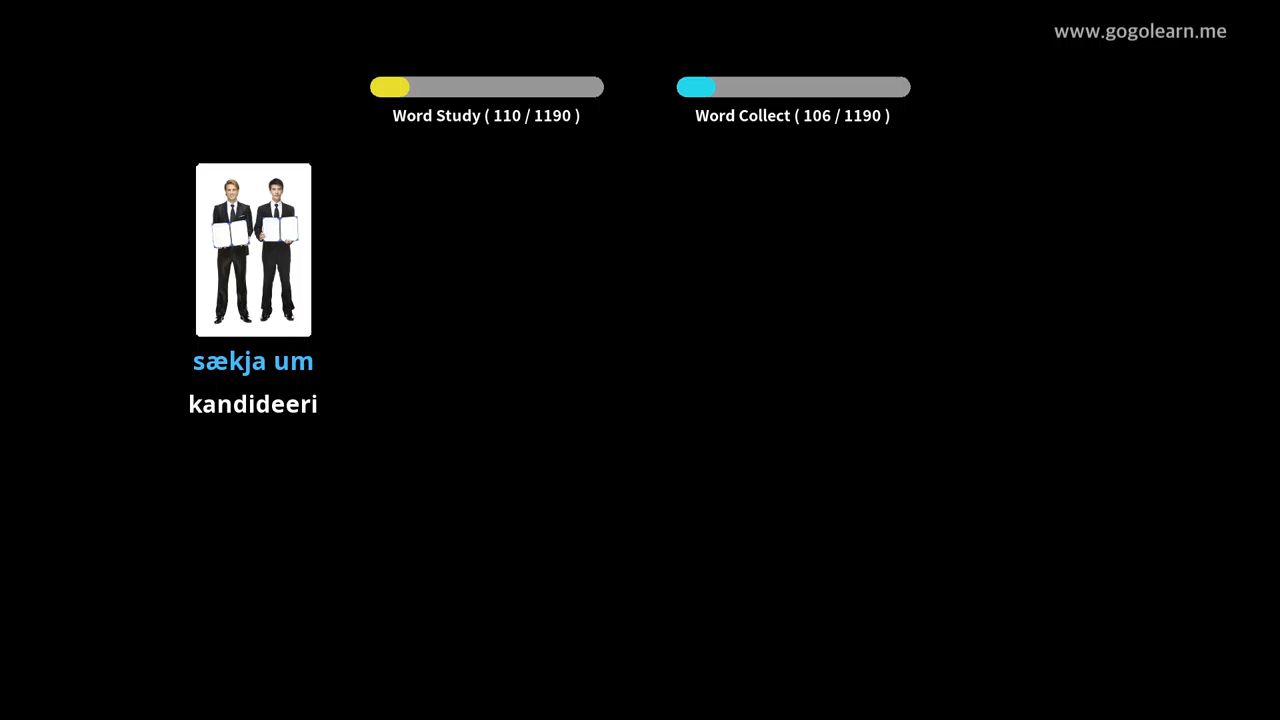 www.gogolearn.me
Word Study ( 110 / 1190 )
Word Collect ( 106 / 1190 )
sækja um
kandideeri